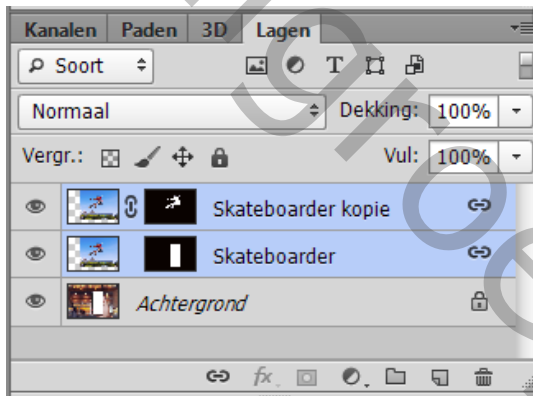 Kanalen Paden 3D Lagen
Soort
Normaal Dekking: 100%
Vergr.: Vul: 100%
Skateboarder kopie
Skateboarder
Achtergrond
fx